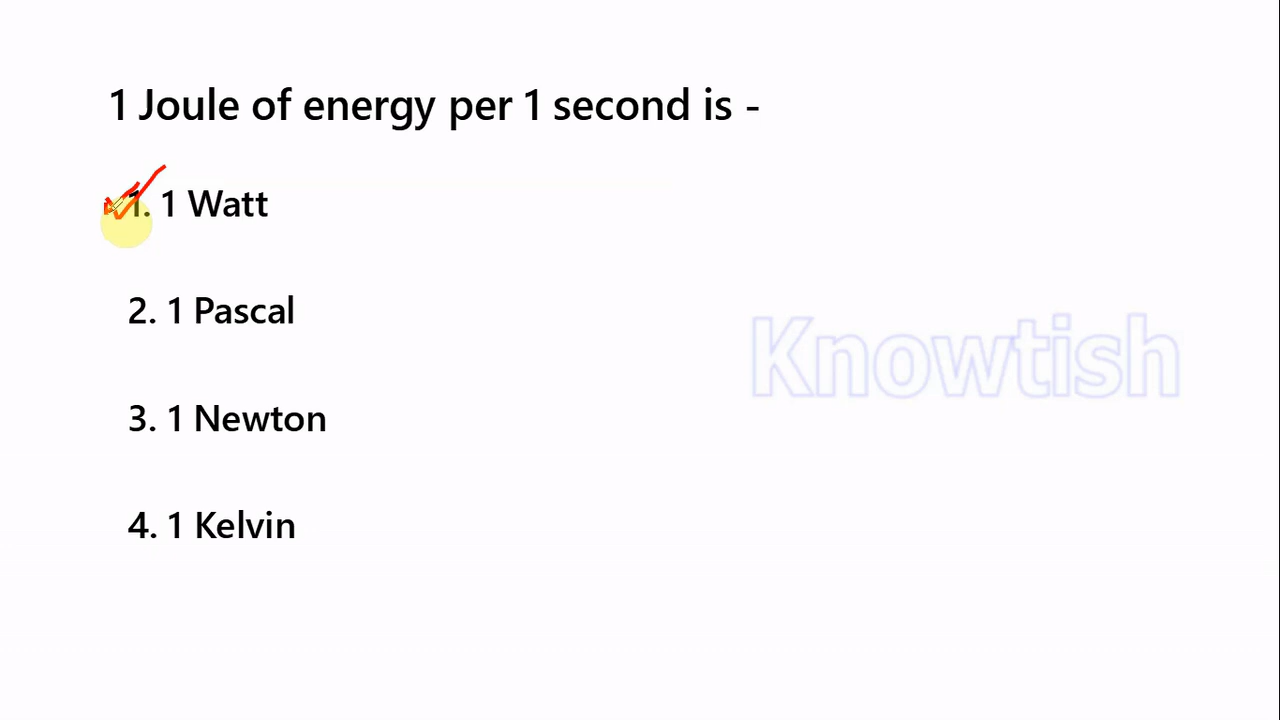 1 Joule of energy per 1 second is -
1. 1 Watt
2. 1 Pascal
Knowtish
3. 1 Newton
4. 1 Kelvin